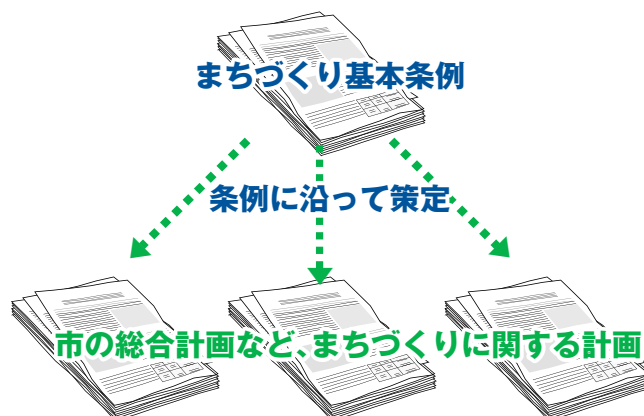 まちづくり基本条例
条例に沿って策定
市の総合計画など、まちづくりに関する計画